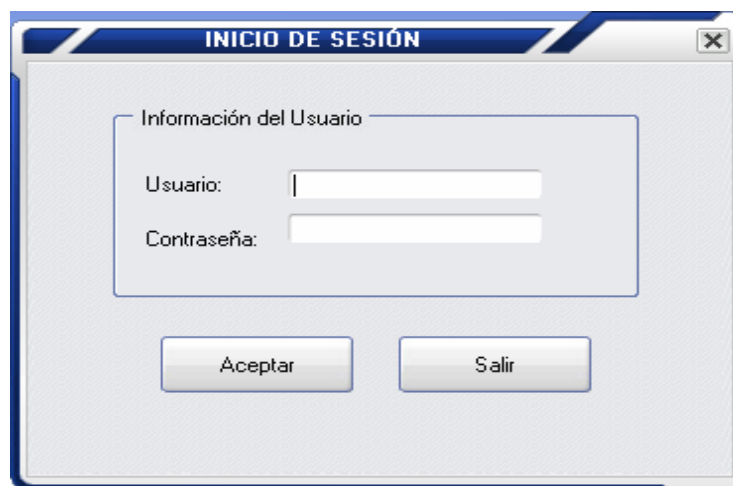 INICIO DE SESIÓN
Información del Usuario
Usuario:
Contraseña:
Aceptar Salir